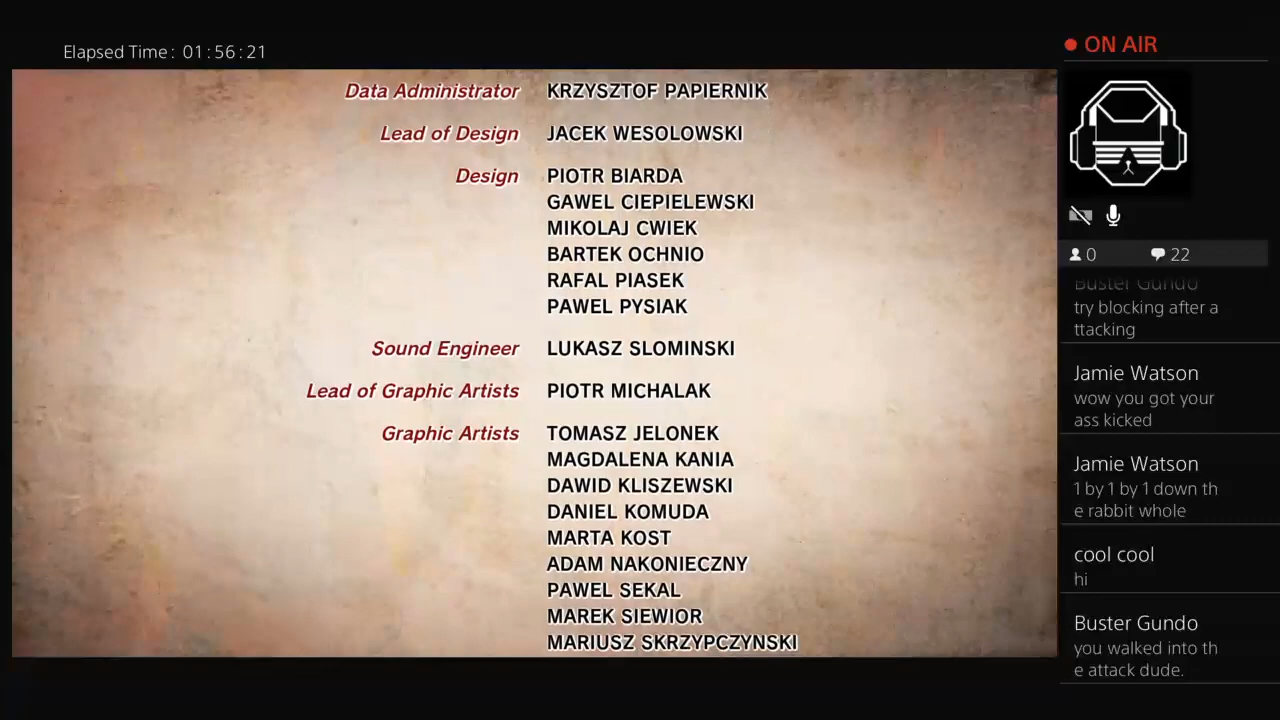 Elapsed Time: 01:56:21
ON AIR
Data Administrator KRZYSZTOF PAPIERNIK
Lead of Design JACEK WESOLOWSKI
Design PIOTR BIARDA
GAWEL CIEPIELEWSKI
MIKOLAJ CWIEK
BARTEK OCHNIO
RAFAL PIASEK
PAWEL PYSIAK
Sound Engineer LUKASZ SLOMINSKI
Lead of Graphic Artists PIOTR MICHALAK
Graphic Artists TOMASZ JELONEK
MAGDALENA KANIA
DAWID KLISZEWSKI
DANIEL KOMUDA
MARTA KOST
ADAM NAKONIECZNY
PAWEL SEKAL
MAREK SIEWIOR
MARIUSZ SKRZYPCZYNSKI
0 22
Buster Gundo
try blocking after a
ttacking
Jamie Watson
wow you got your
ass kicked
Jamie Watson
1 by 1 by 1 down th
e rabbit whole
cool cool
hi
Buster Gundo
you walked into th
e attack dude.